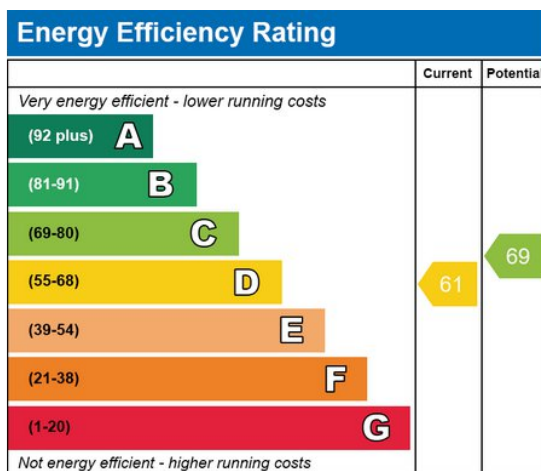 Energy Efficiency Rating
Current Potential
Very energy efficient - lower running costs
(92 plus) A
(81-91) B
(69-80) C
(55-68) D
(39-54) E
(21-38) F
(1-20) G
61
69
Not energy efficient - higher running costs